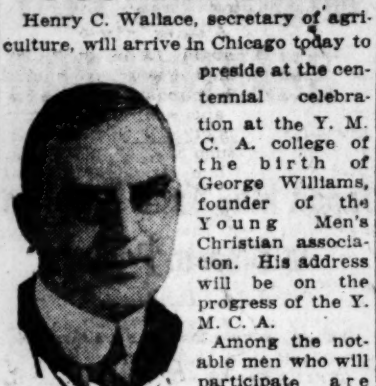 Henry C. Wallace, secretary of agri-
culture, will arrive in Chicago today to
preside at the cen-
tennial celebra-
tion at the Y. M.
C. A. college of
the birth of
George Williams,
founder of the
Young Men's
Christian associa-
tion. His address
will be on the
progress of the Y.
M. C. A.
Among the not-
able men who will
participate are